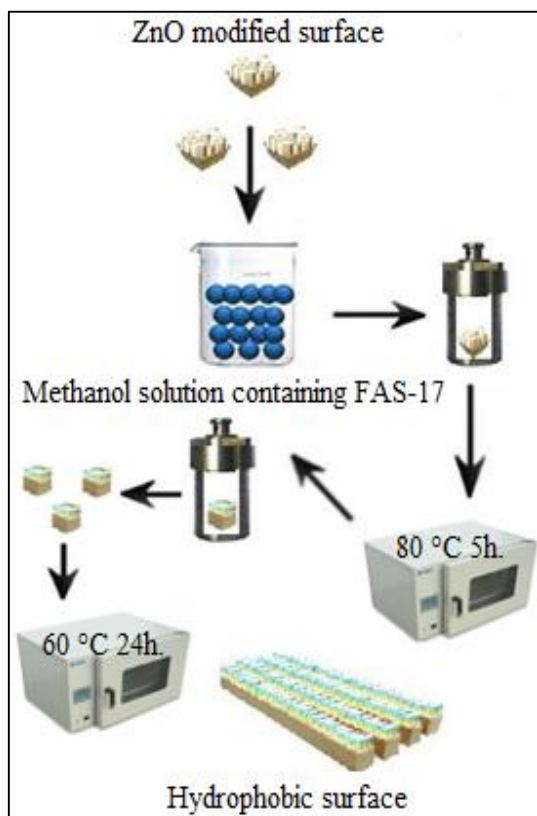 ZnO modified surface
Methanol solution containing FAS-17
80 °C 5h.
60 °C 24h.
Hydrophobic surface